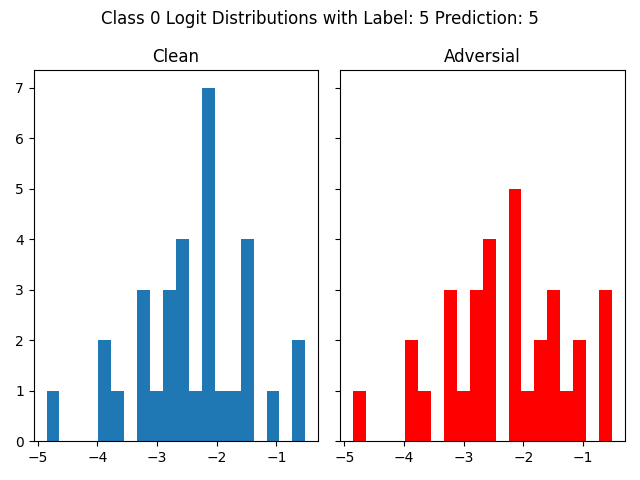 Class 0 Logit Distributions with Label: 5 Prediction: 5
Clean
Adversial
7
6
5
4
3
2
1
0
−5 −4 −3 −2 −1
−5 −4 −3 −2 −1